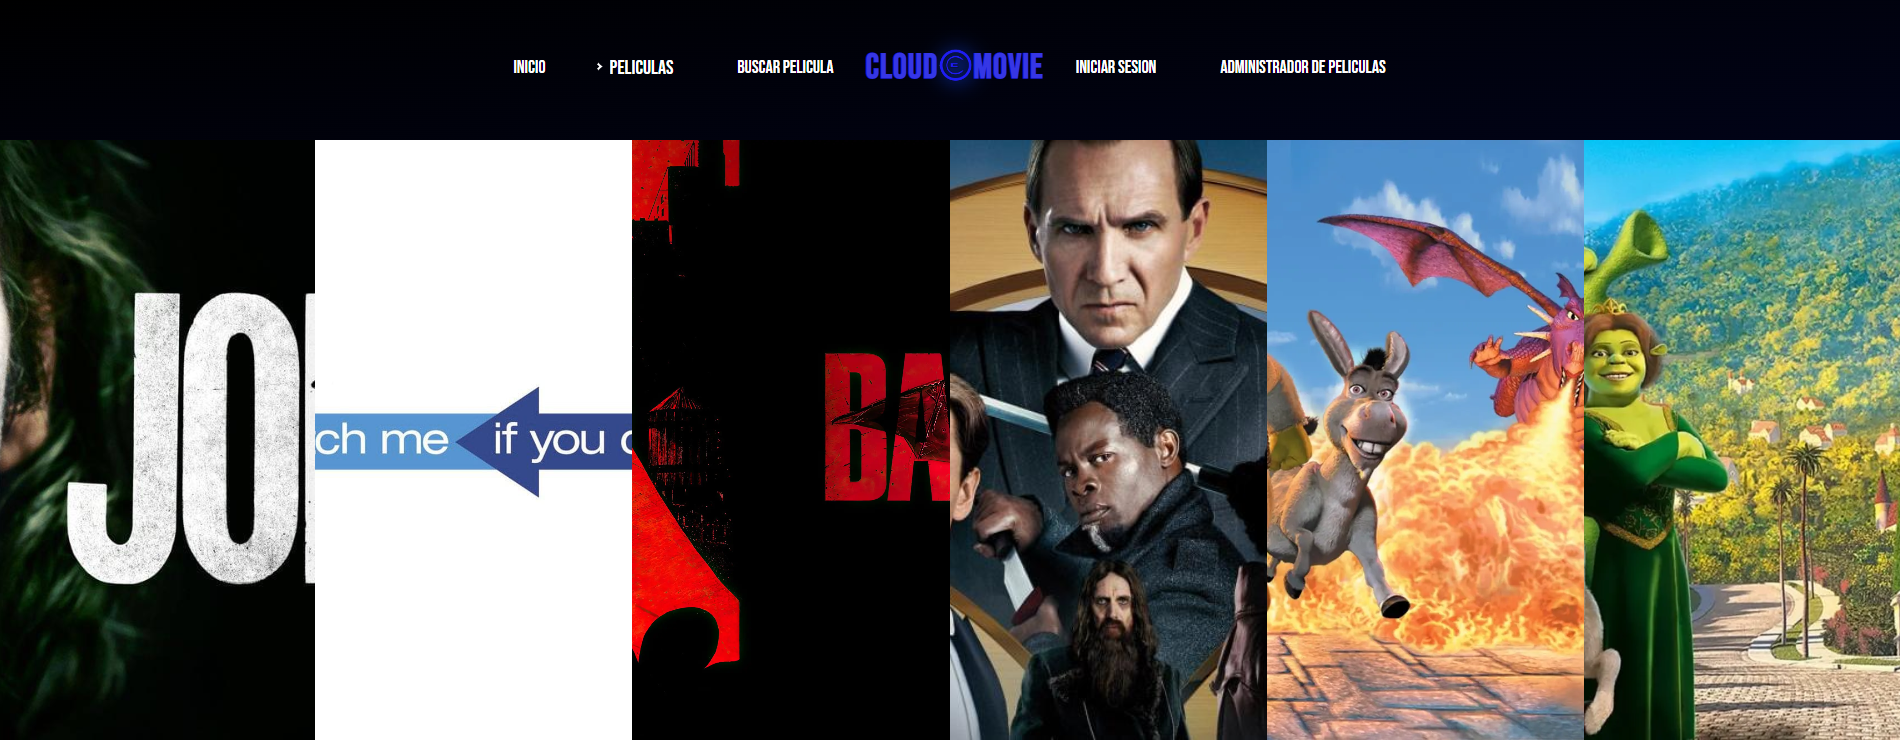 INICIO
PELICULAS
BUSCAR PELICULA
CLOUD MOVIE
INICIAR SESION
ADMINISTRADOR DE PELICULAS
JO
ch me if you c
BA